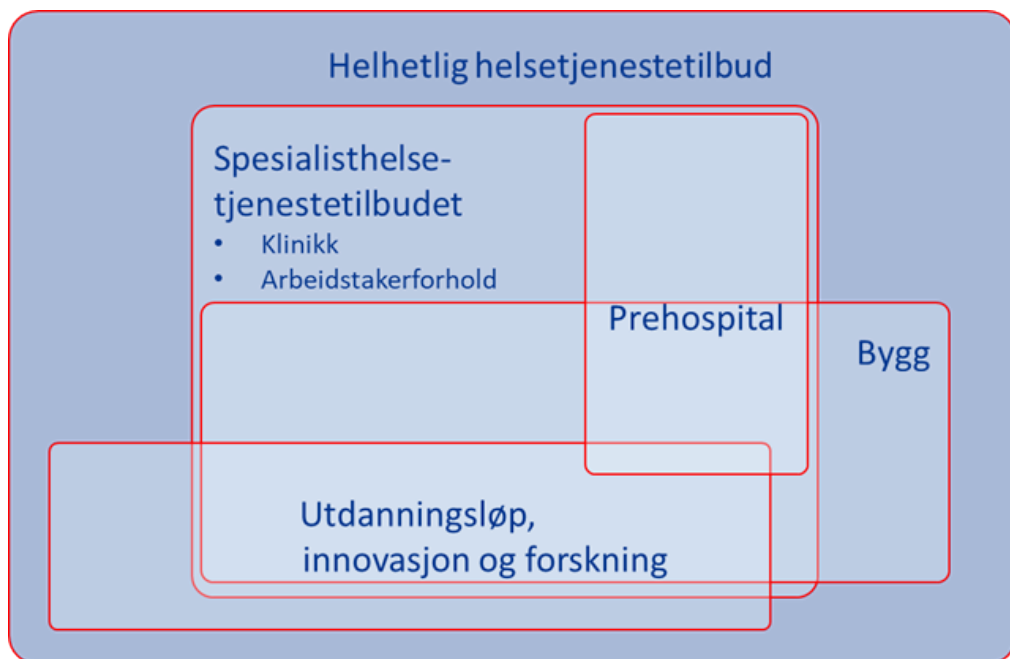 Helhetlig helsetjenestetilbud
Spesialisthelse-
tjenestetilbudet
• Klinikk
• Arbeidstakerforhold
Prehospital
Bygg
Utdanningsløp,
innovasjon og forskning